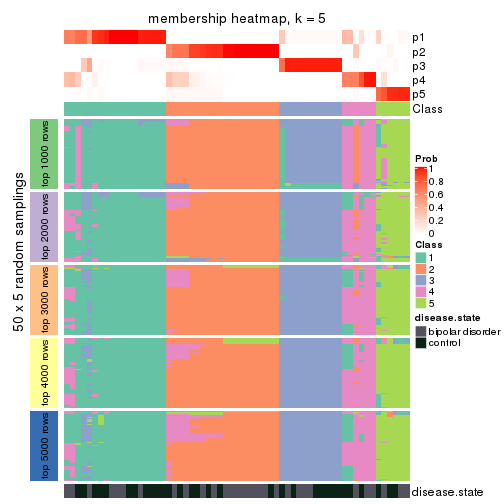 membership heatmap, k = 5
p1
p2
p3
p4
p5
Class
50 x 5 random samplings
top 1000 rows
top 2000 rows
top 3000 rows
top 4000 rows
top 5000 rows
Prob
1
0.8
0.6
0.4
0.2
0
Class
1
2
3
4
5
disease.state
bipolar disorder
control
disease.state